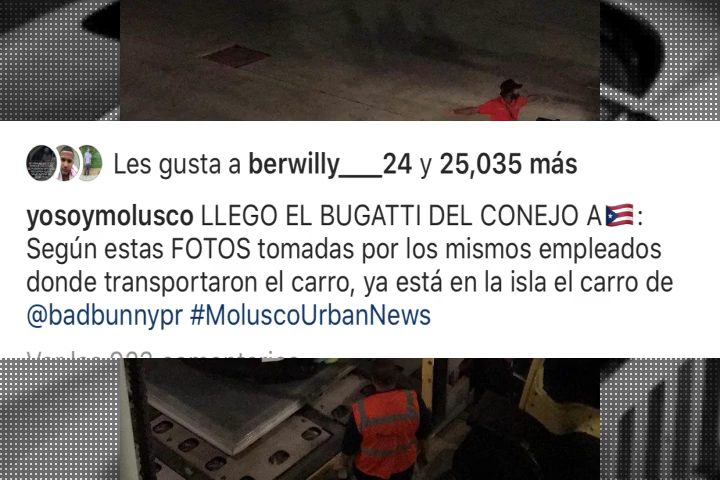 Les gusta a berwilly___24 y 25,035 más
yosoymolusco LLEGO EL BUGATTI DEL CONEJO A🇵🇷:
Según estas FOTOS tomadas por los mismos empleados
donde transportaron el carro, ya está en la isla el carro de
@badbunnypr #MoluscoUrbanNews